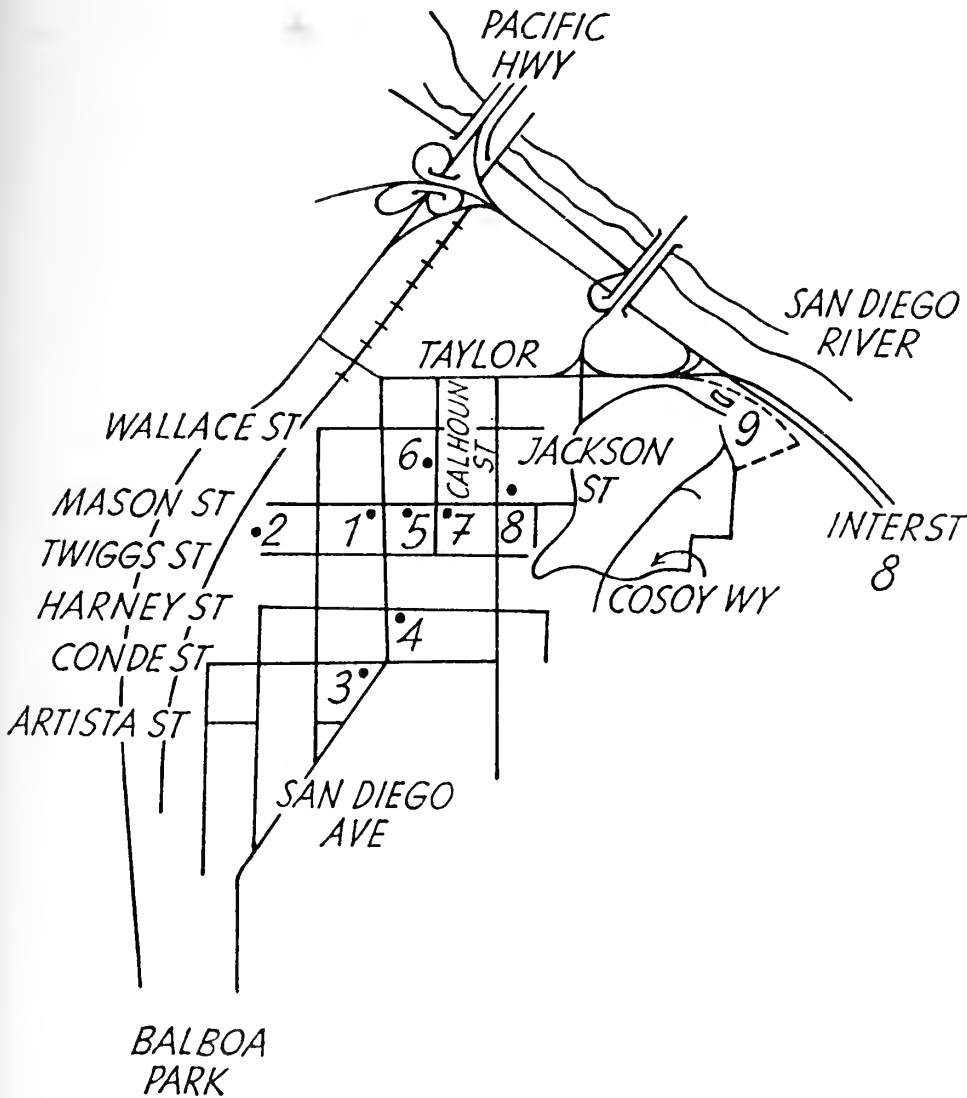 PACIFIC
HWY
SAN DIEGO
RIVER
TAYLOR
WALLACE ST
CALHOUN
ST
9
6
JACKSON
ST
MASON ST
2
1
5
7
8
INTERST
8
TWIGGS ST
HARNEY ST
COSOY WY
4
CONDE ST
3
ARTISTA ST
SAN DIEGO
AVE
BALBOA
PARK